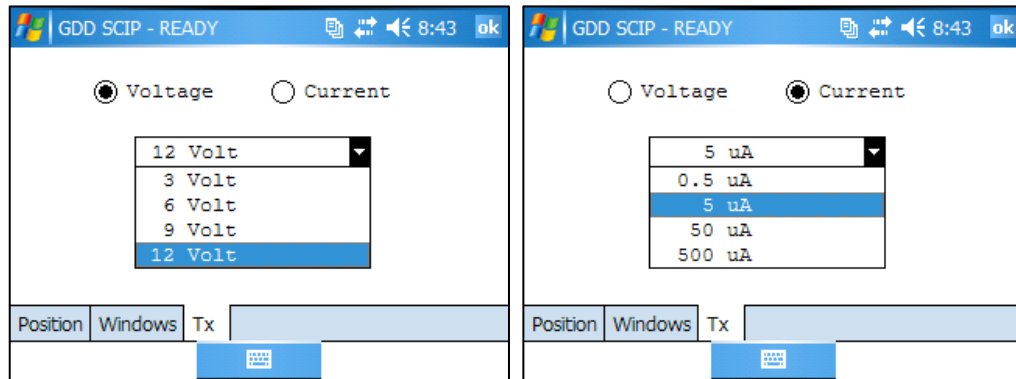 GDD SCIP - READY 8:43 ok
Voltage Current
12 Volt
3 Volt
6 Volt
9 Volt
12 Volt
Position Windows Tx
GDD SCIP - READY 8:43 ok
Voltage Current
5 uA
0.5 uA
5 uA
50 uA
500 uA
Position Windows Tx